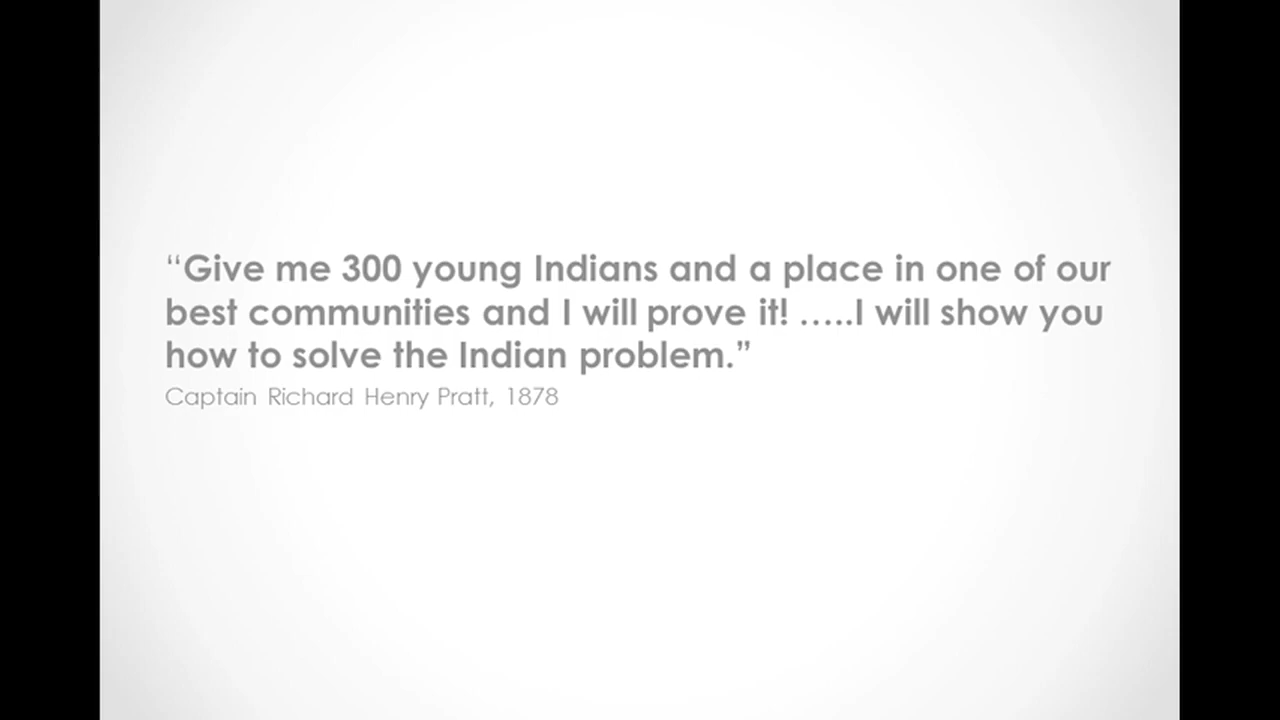 “Give me 300 young Indians and a place in one of our
best communities and I will prove it! …..I will show you
how to solve the Indian problem.”
Captain Richard Henry Pratt, 1878